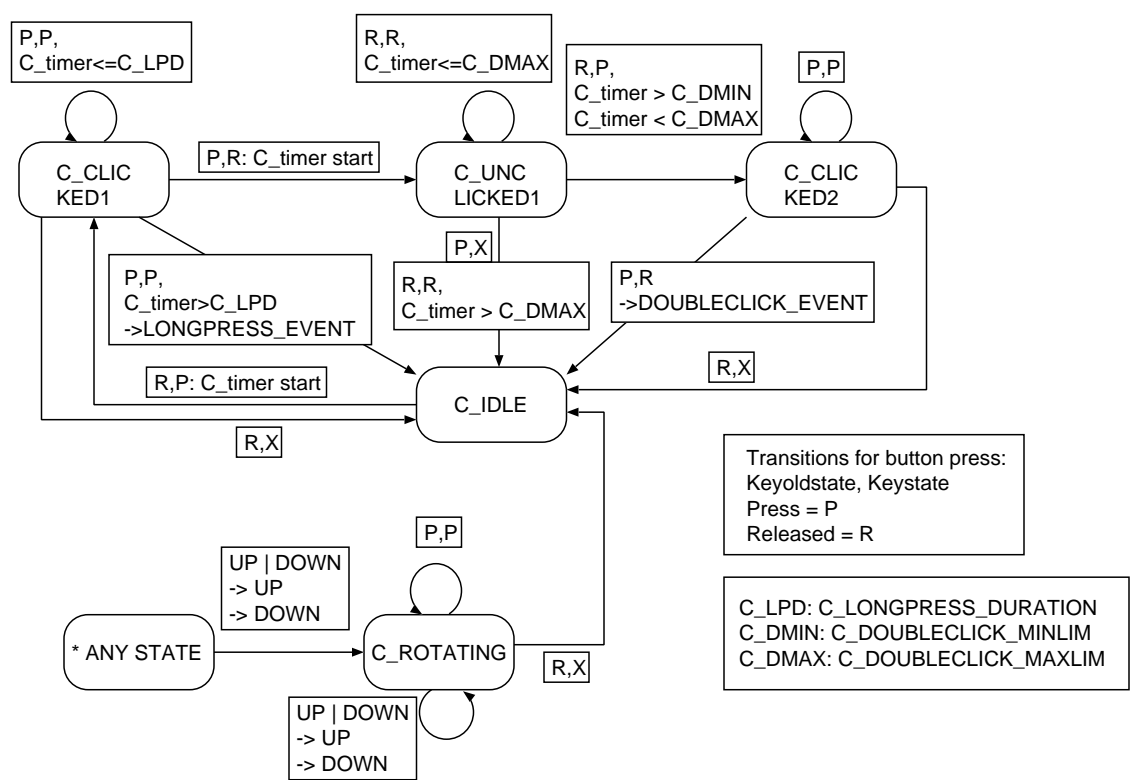 P,P,
C_timer<=C_LPD
R,R,
C_timer<=C_DMAX
R,P,
C_timer > C_DMIN
C_timer < C_DMAX
P,P
C_CLIC
KED1
P,R: C_timer start
C_UNC
LICKED1
C_CLIC
KED2
P,X
P,P,
C_timer>C_LPD
->LONGPRESS_EVENT
R,R,
C_timer > C_DMAX
P,R
->DOUBLECLICK_EVENT
R,P: C_timer start
C_IDLE
R,X
R,X
Transitions for button press:
Keyoldstate, Keystate
Press = P
Released = R
P,P
UP | DOWN
-> UP
-> DOWN
* ANY STATE
C_ROTATING
R,X
UP | DOWN
-> UP
-> DOWN
C_LPD: C_LONGPRESS_DURATION
C_DMIN: C_DOUBLECLICK_MINLIM
C_DMAX: C_DOUBLECLICK_MAXLIM